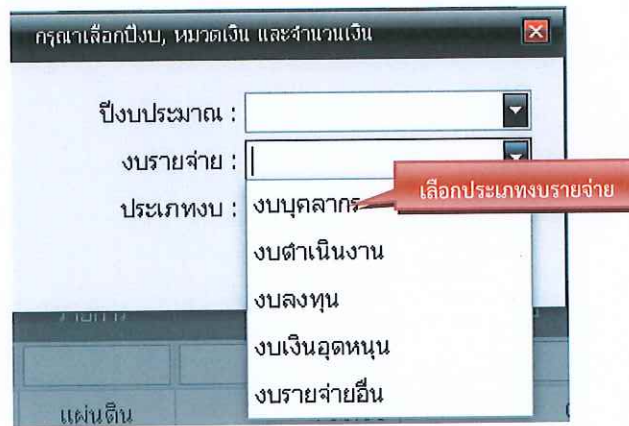 กรุณาเลือกปีงบ, หมวดเงิน และจำนวนเงิน
ปีงบประมาณ :
งบรายจ่าย :
เลือกประเภทงบรายจ่าย
ประเภทงบ :
งบบุคลากร
งบดำเนินงาน
งบลงทุน
งบเงินอุดหนุน
งบรายจ่ายอื่น
แผ่นดิน